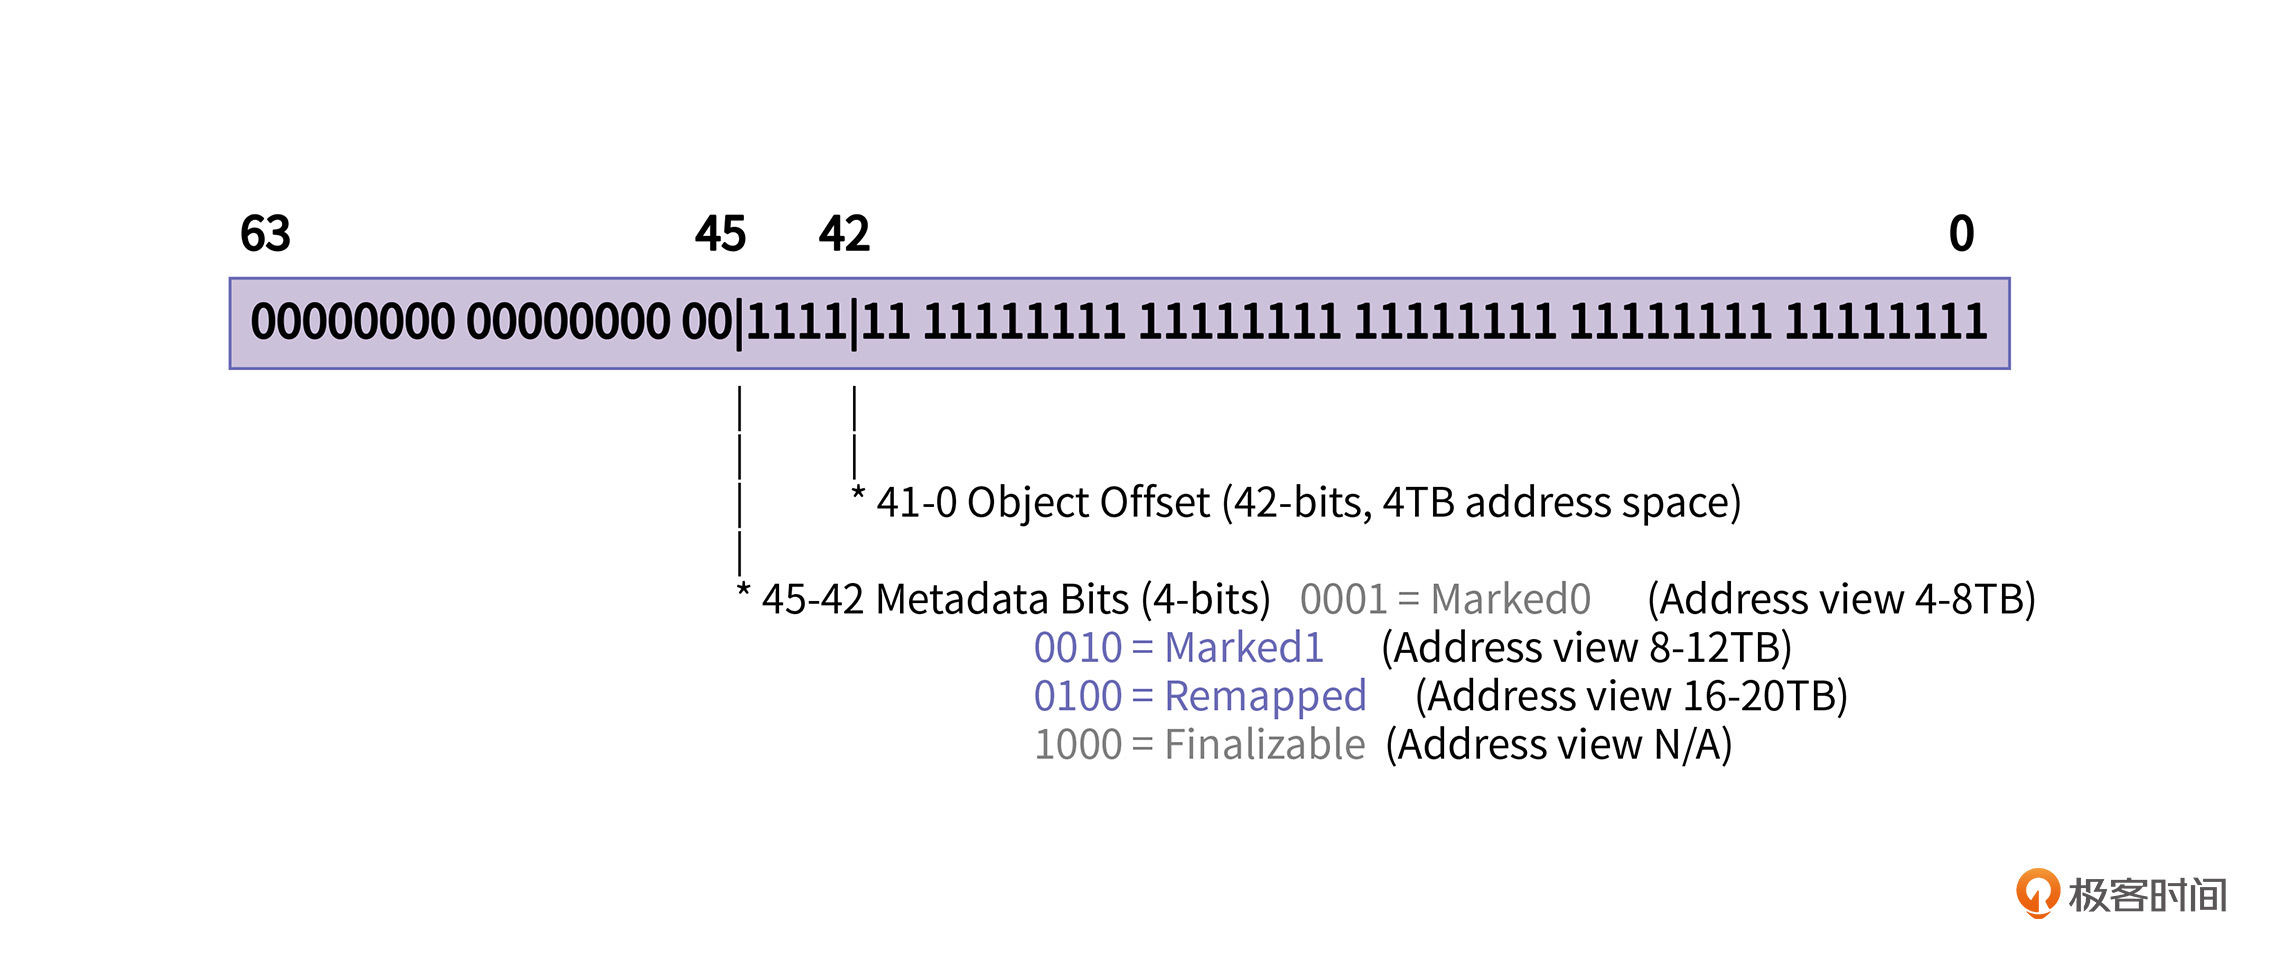 63 45 42 0
00000000 00000000 00|1111|11 11111111 11111111 11111111 11111111 11111111
* 41-0 Object Offset (42-bits, 4TB address space)
* 45-42 Metadata Bits (4-bits) 0001 = Marked0 (Address view 4-8TB)
0010 = Marked1 (Address view 8-12TB)
0100 = Remapped (Address view 16-20TB)
1000 = Finalizable (Address view N/A)
极客时间